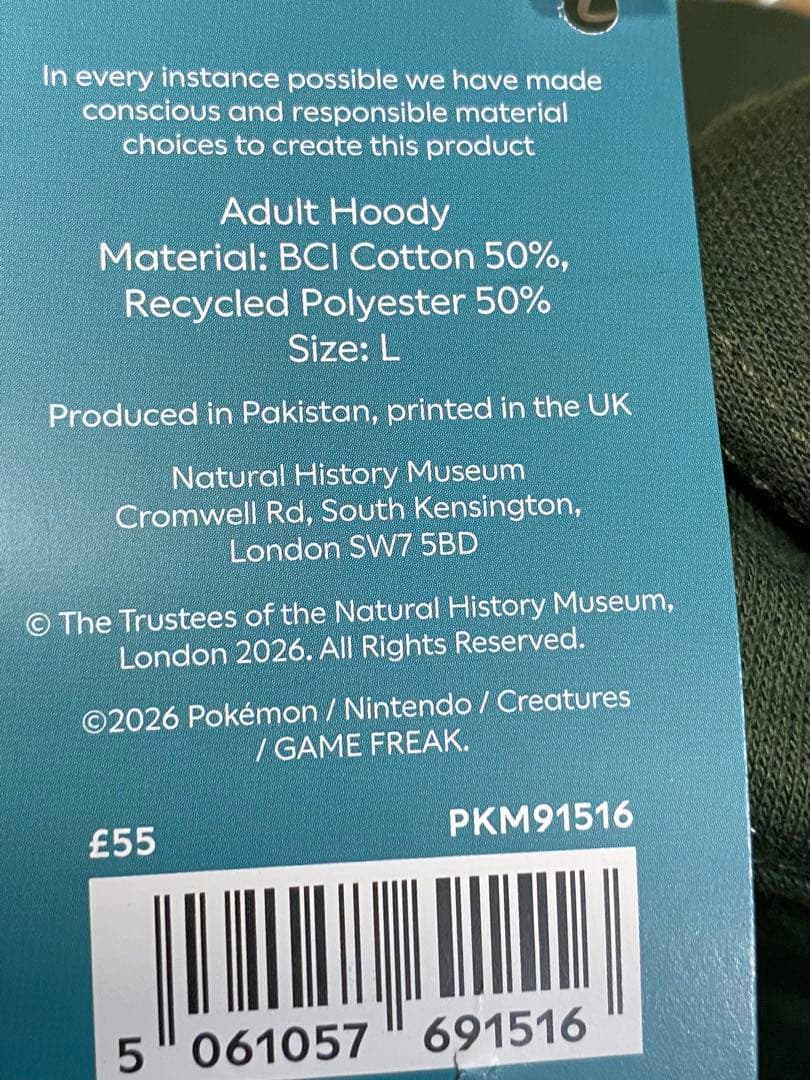 In every instance possible we have made
conscious and responsible material
choices to create this product
Adult Hoody
Material: BCI Cotton 50%,
Recycled Polyester 50%
Size: L
Produced in Pakistan, printed in the UK
Natural History Museum
Cromwell Rd, South Kensington,
London SW7 5BD
© The Trustees of the Natural History Museum,
London 2026. All Rights Reserved.
©2026 Pokémon / Nintendo / Creatures
/ GAME FREAK.
£55
PKM91516
5 061057 691516